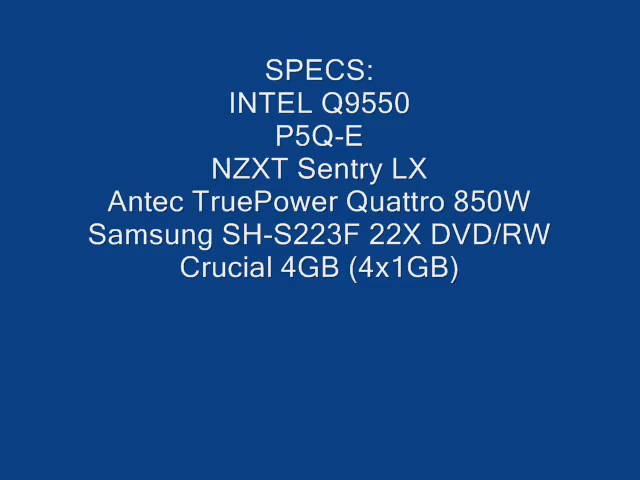 SPECS:
INTEL Q9550
P5Q-E
NZXT Sentry LX
Antec TruePower Quattro 850W
Samsung SH-S223F 22X DVD/RW
Crucial 4GB (4x1GB)